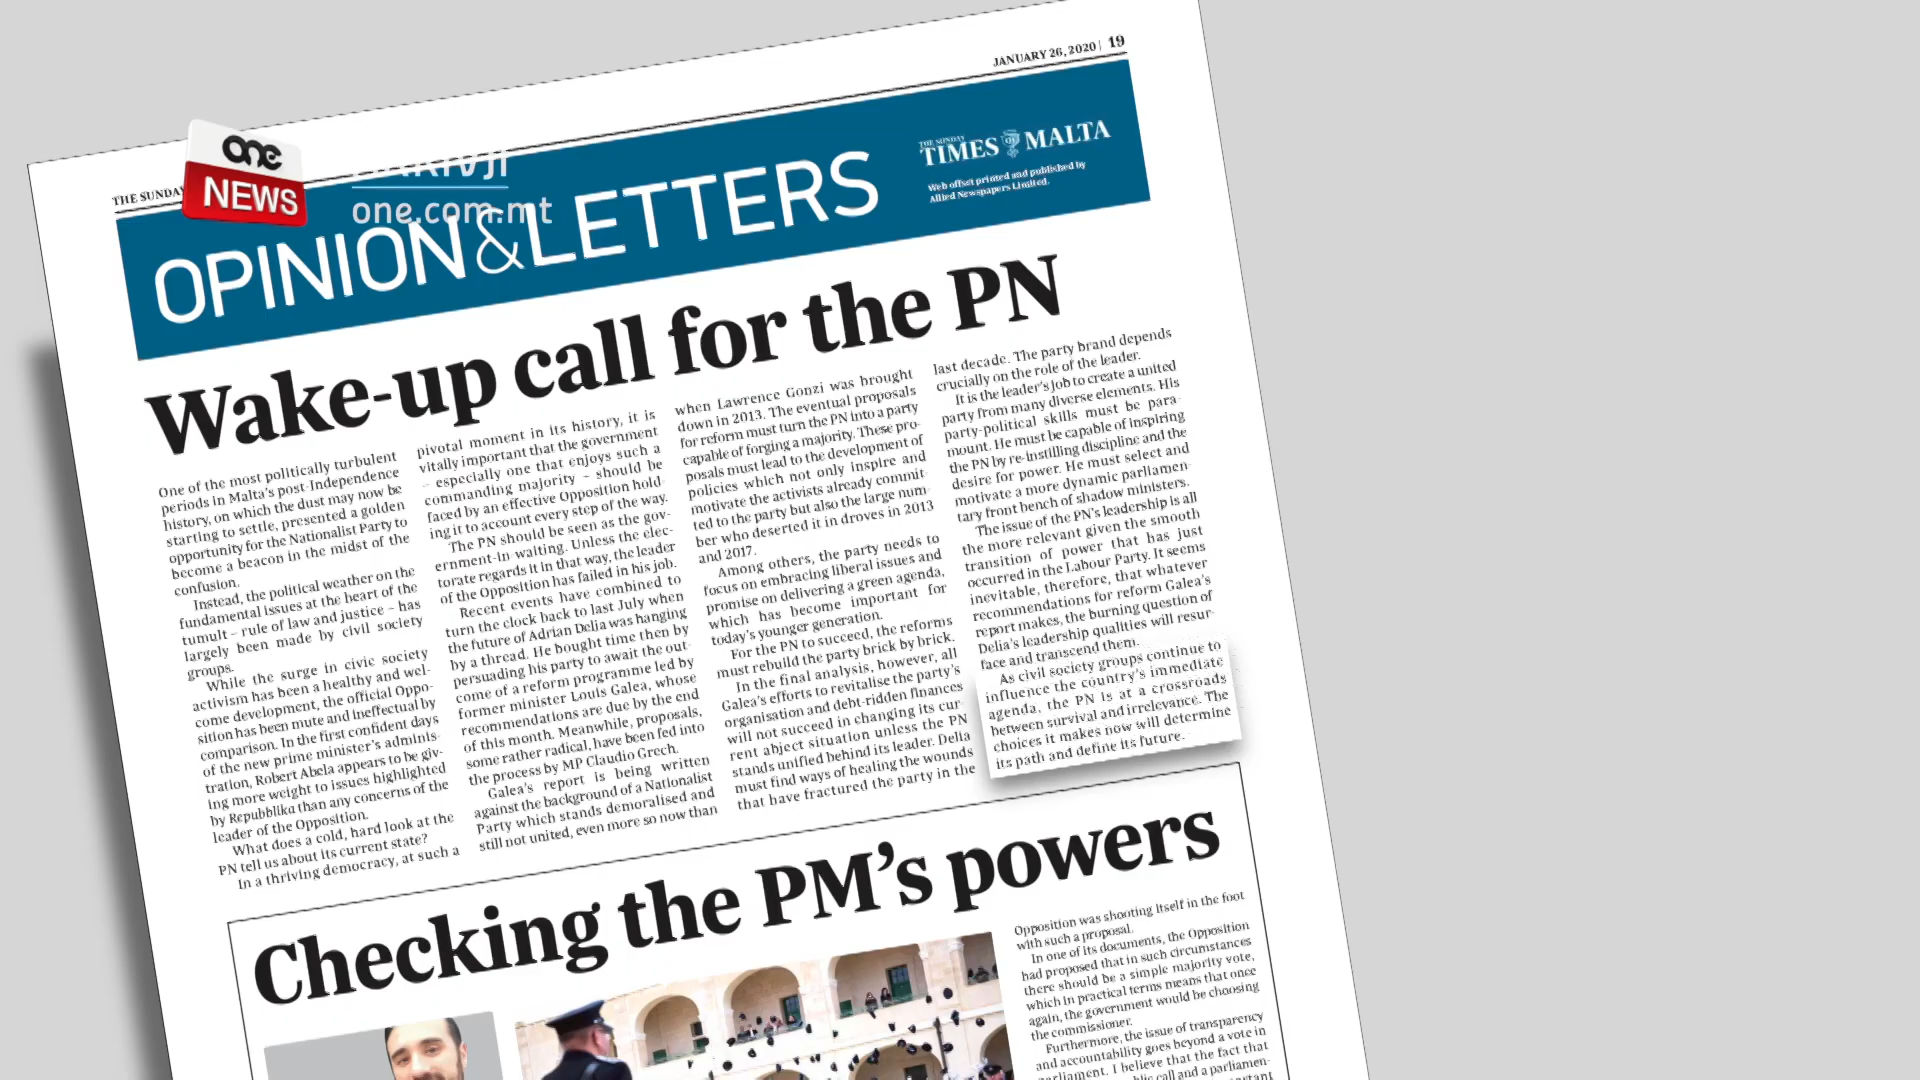 JANUARY 26, 2020 | 19
THE SUNDAY
one
NEWS
one.com.mt
OPINION&LETTERS
THE SUNDAY
TIMES OF MALTA
Web offset printed and published by
Allied Newspapers Limited.
Wake-up call for the PN
One of the most politically turbulent
periods in Malta's post-Independence
history, on which the dust may now be
starting to settle, presented a golden
opportunity for the Nationalist Party to
become a beacon in the midst of the
confusion.
Instead, the political weather on the
fundamental issues at the heart of the
tumult – rule of law and justice – has
largely been made by civil society
groups.
While the surge in civic society
activism has been a healthy and wel-
come development, the official Oppo-
sition has been mute and ineffectual by
comparison. In the first confident days
of the new prime minister's adminis-
tration, Robert Abela appears to be giv-
ing more weight to issues highlighted
by Repubblika than any concerns of the
leader of the Opposition.
What does a cold, hard look at the
PN tell us about its current state?
In a thriving democracy, at such a
pivotal moment in its history, it is
vitally important that the government
– especially one that enjoys such a
commanding majority – should be
faced by an effective Opposition hold-
ing it to account every step of the way.
The PN should be seen as the gov-
ernment-in-waiting. Unless the elec-
torate regards it in that way, the leader
of the Opposition has failed in his job.
Recent events have combined to
turn the clock back to last July when
the future of Adrian Delia was hanging
by a thread. He bought time then by
persuading his party to await the out-
come of a reform programme led by
former minister Louis Galea, whose
recommendations are due by the end
of this month. Meanwhile, proposals,
some rather radical, have been fed into
the process by MP Claudio Grech.
Galea's report is being written
against the background of a Nationalist
Party which stands demoralised and
still not united, even more so now than
when Lawrence Gonzi was brought
down in 2013. The eventual proposals
for reform must turn the PN into a party
capable of forging a majority. These pro-
posals must lead to the development of
policies which not only inspire and
motivate the activists already commit-
ted to the party but also the large num-
ber who deserted it in droves in 2013
and 2017.
Among others, the party needs to
focus on embracing liberal issues and
promise on delivering a green agenda,
which has become important for
today's younger generation.
For the PN to succeed, the reforms
must rebuild the party brick by brick.
In the final analysis, however, all
Galea's efforts to revitalise the party's
organisation and debt-ridden finances
will not succeed in changing its cur-
rent abject situation unless the PN
stands unified behind its leader. Delia
must find ways of healing the wounds
that have fractured the party in the
last decade. The party brand depends
crucially on the role of the leader.
It is the leader's job to create a united
party from many diverse elements. His
party-political skills must be para-
mount. He must be capable of inspiring
the PN by re-instilling discipline and the
desire for power. He must select and
motivate a more dynamic parliamen-
tary front bench of shadow ministers.
The issue of the PN's leadership is all
the more relevant given the smooth
transition of power that has just
occurred in the Labour Party. It seems
inevitable, therefore, that whatever
recommendations for reform Galea's
report makes, the burning question of
Delia's leadership qualities will resur-
face and transcend them.
As civil society groups continue to
influence the country's immediate
agenda, the PN is at a crossroads
between survival and irrelevance. The
choices it makes now will determine
its path and define its future.
Checking the PM's powers
Opposition was shooting itself in the foot
with such a proposal.
In one of its documents, the Opposition
had proposed that in such circumstances
there should be a simple majority vote,
which in practical terms means that once
again, the government would be choosing
the commissioner.
Furthermore, the issue of transparency
and accountability goes beyond a vote in
parliament. I believe that the fact that
call and a parliamen-